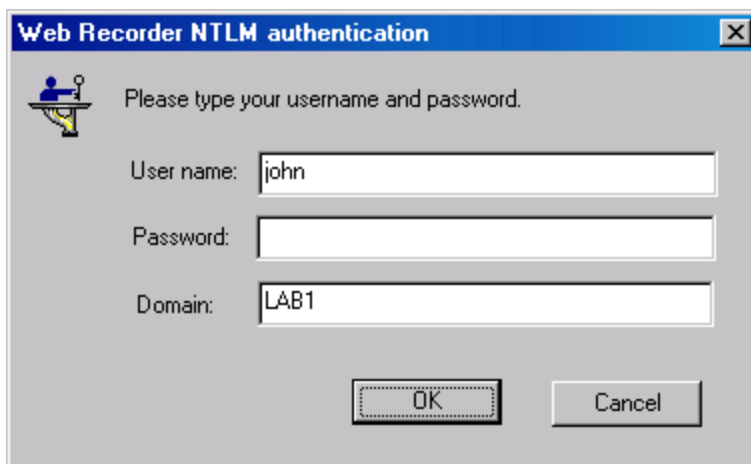 Web Recorder NTLM authentication
Please type your username and password.
User name: john
Password:
Domain: LAB1
OK Cancel